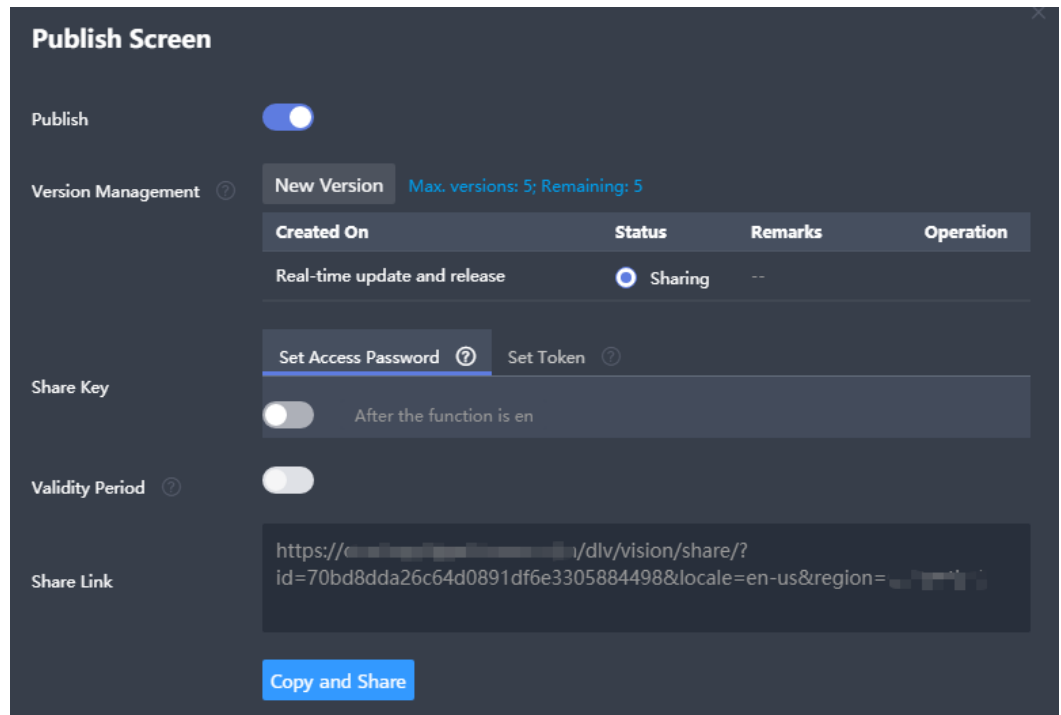 Publish Screen
Publish
Version Management
New Version Max. versions: 5; Remaining: 5
Created On Status Remarks Operation
Real-time update and release Sharing --
Set Access Password Set Token
Share Key
After the function is en
Validity Period
https:// /dlv/vision/share/?
id=70bd8dda26c64d0891df6e3305884498&locale=en-us&region=
Share Link
Copy and Share